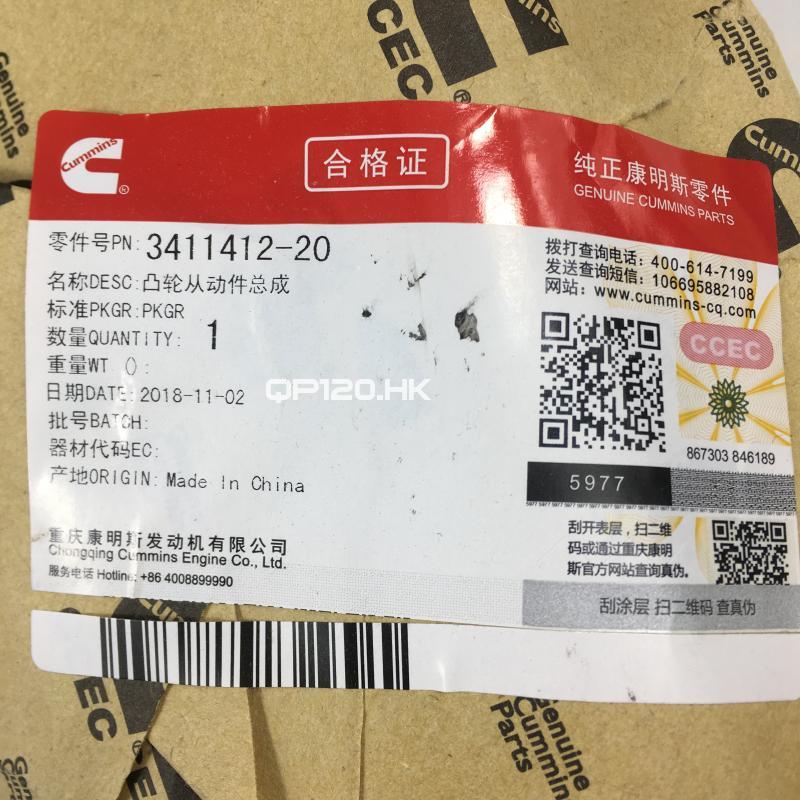 Genuine
Cummins
CCEC
®
mins
Genuine
Cummins
Parts
Cummins
®
合格证
纯正康明斯零件
GENUINE CUMMINS PARTS
Cummins
零件号PN: 3411412-20
名称DESC:凸轮从动件总成
标准PKGR:PKGR
数量QUANTITY: 1
重量WT ():
日期DATE:2018-11-02
批号BATCH:
器材代码EC:
产地ORIGIN: Made In China
拨打查询电话: 400-614-7199
发送查询短信: 106695882108
网站: www.cummins-cq.com
CCEC
867303 846189
5977
QP120.HK
重庆康明斯发动机有限公司
Chongqing Cummins Engine Co., Ltd.
服务电话 Hotline: +86 4008899990
刮开表层，扫二维
码或通过重庆康明
斯官方网站查询真伪。
刮涂层 扫二维码 查真伪
CCEC
Genuine
Cummins
Parts